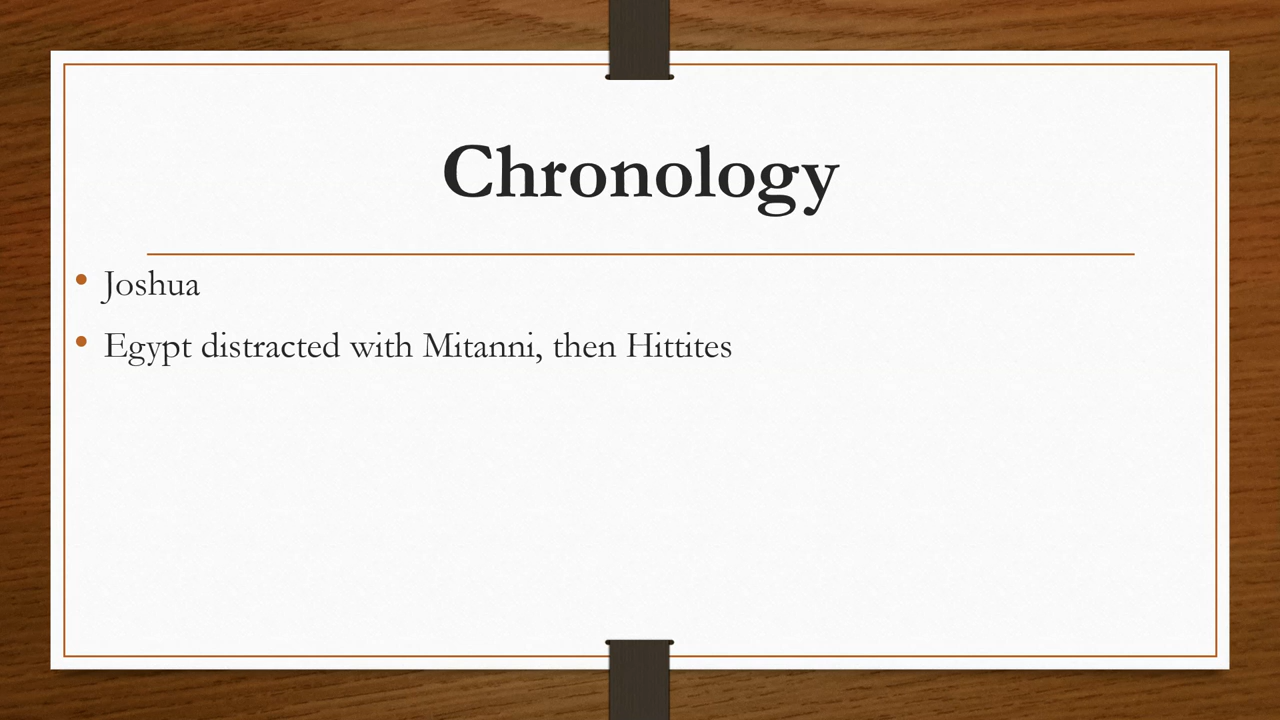 Chronology
• Joshua
• Egypt distracted with Mitanni, then Hittites